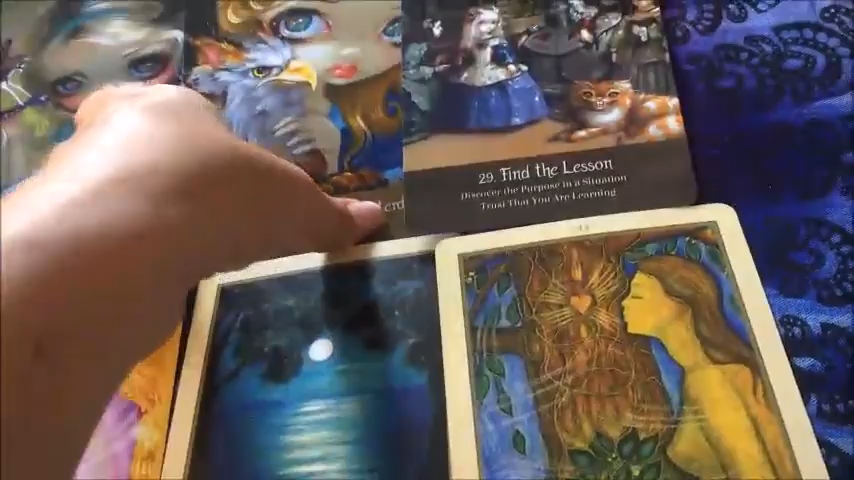 29. Find the Lesson
Discover the Purpose in a Situation.
Trust That You Are Learning.